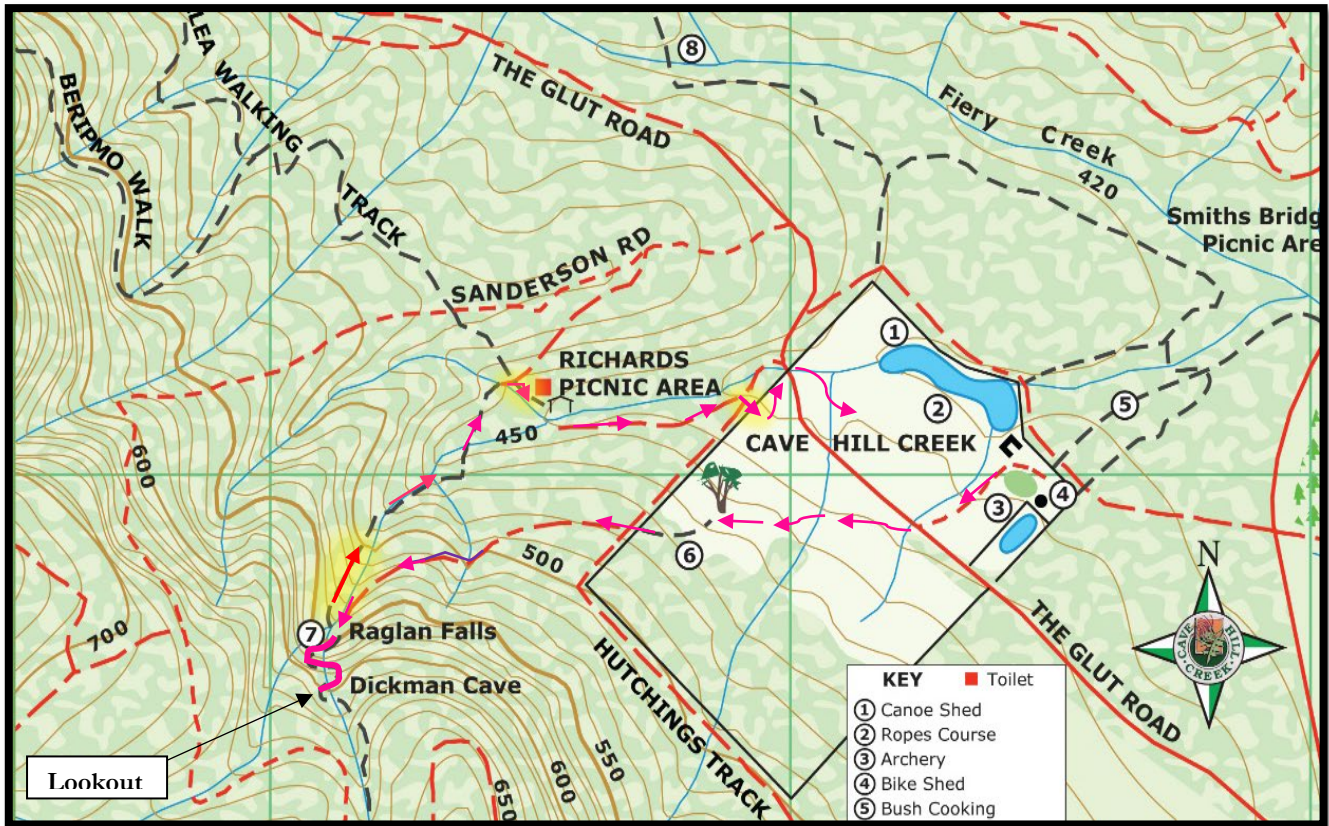 BERIPMO WALK
LEA WALKING
TRACK
THE GLUT ROAD
8
Fiery Creek
420
Smiths Bridg
Picnic Are
SANDERSON RD
RICHARDS
PICNIC AREA
1
2
450
CAVE HILL CREEK
5
4
3
600
6
500
7
Raglan Falls
700
Dickman Cave
HUTCHINGS TRACK
THE GLUT ROAD
N
CAVE HILL CREEK
Lookout
550
600
650
KEY
Toilet
1 Canoe Shed
2 Ropes Course
3 Archery
4 Bike Shed
5 Bush Cooking